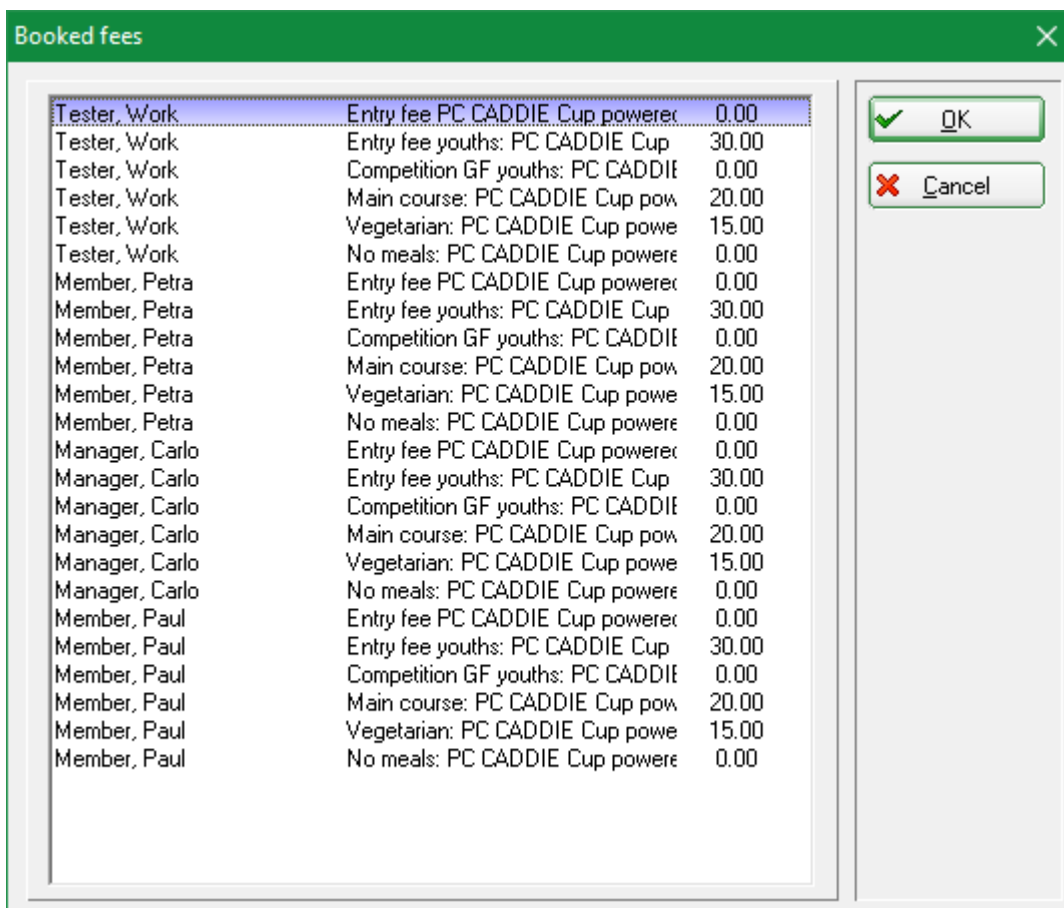 Booked fees
Tester, Work Entry fee PC CADDIE Cup powered 0.00
Tester, Work Entry fee youths: PC CADDIE Cup 30.00
Tester, Work Competition GF youths: PC CADDIE 0.00
Tester, Work Main course: PC CADDIE Cup pow 20.00
Tester, Work Vegetarian: PC CADDIE Cup powe 15.00
Tester, Work No meals: PC CADDIE Cup powere 0.00
Member, Petra Entry fee PC CADDIE Cup powered 0.00
Member, Petra Entry fee youths: PC CADDIE Cup 30.00
Member, Petra Competition GF youths: PC CADDIE 0.00
Member, Petra Main course: PC CADDIE Cup pow 20.00
Member, Petra Vegetarian: PC CADDIE Cup powe 15.00
Member, Petra No meals: PC CADDIE Cup powere 0.00
Manager, Carlo Entry fee PC CADDIE Cup powered 0.00
Manager, Carlo Entry fee youths: PC CADDIE Cup 30.00
Manager, Carlo Competition GF youths: PC CADDIE 0.00
Manager, Carlo Main course: PC CADDIE Cup pow 20.00
Manager, Carlo Vegetarian: PC CADDIE Cup powe 15.00
Manager, Carlo No meals: PC CADDIE Cup powere 0.00
Member, Paul Entry fee PC CADDIE Cup powered 0.00
Member, Paul Entry fee youths: PC CADDIE Cup 30.00
Member, Paul Competition GF youths: PC CADDIE 0.00
Member, Paul Main course: PC CADDIE Cup pow 20.00
Member, Paul Vegetarian: PC CADDIE Cup powe 15.00
Member, Paul No meals: PC CADDIE Cup powere 0.00
OK
Cancel